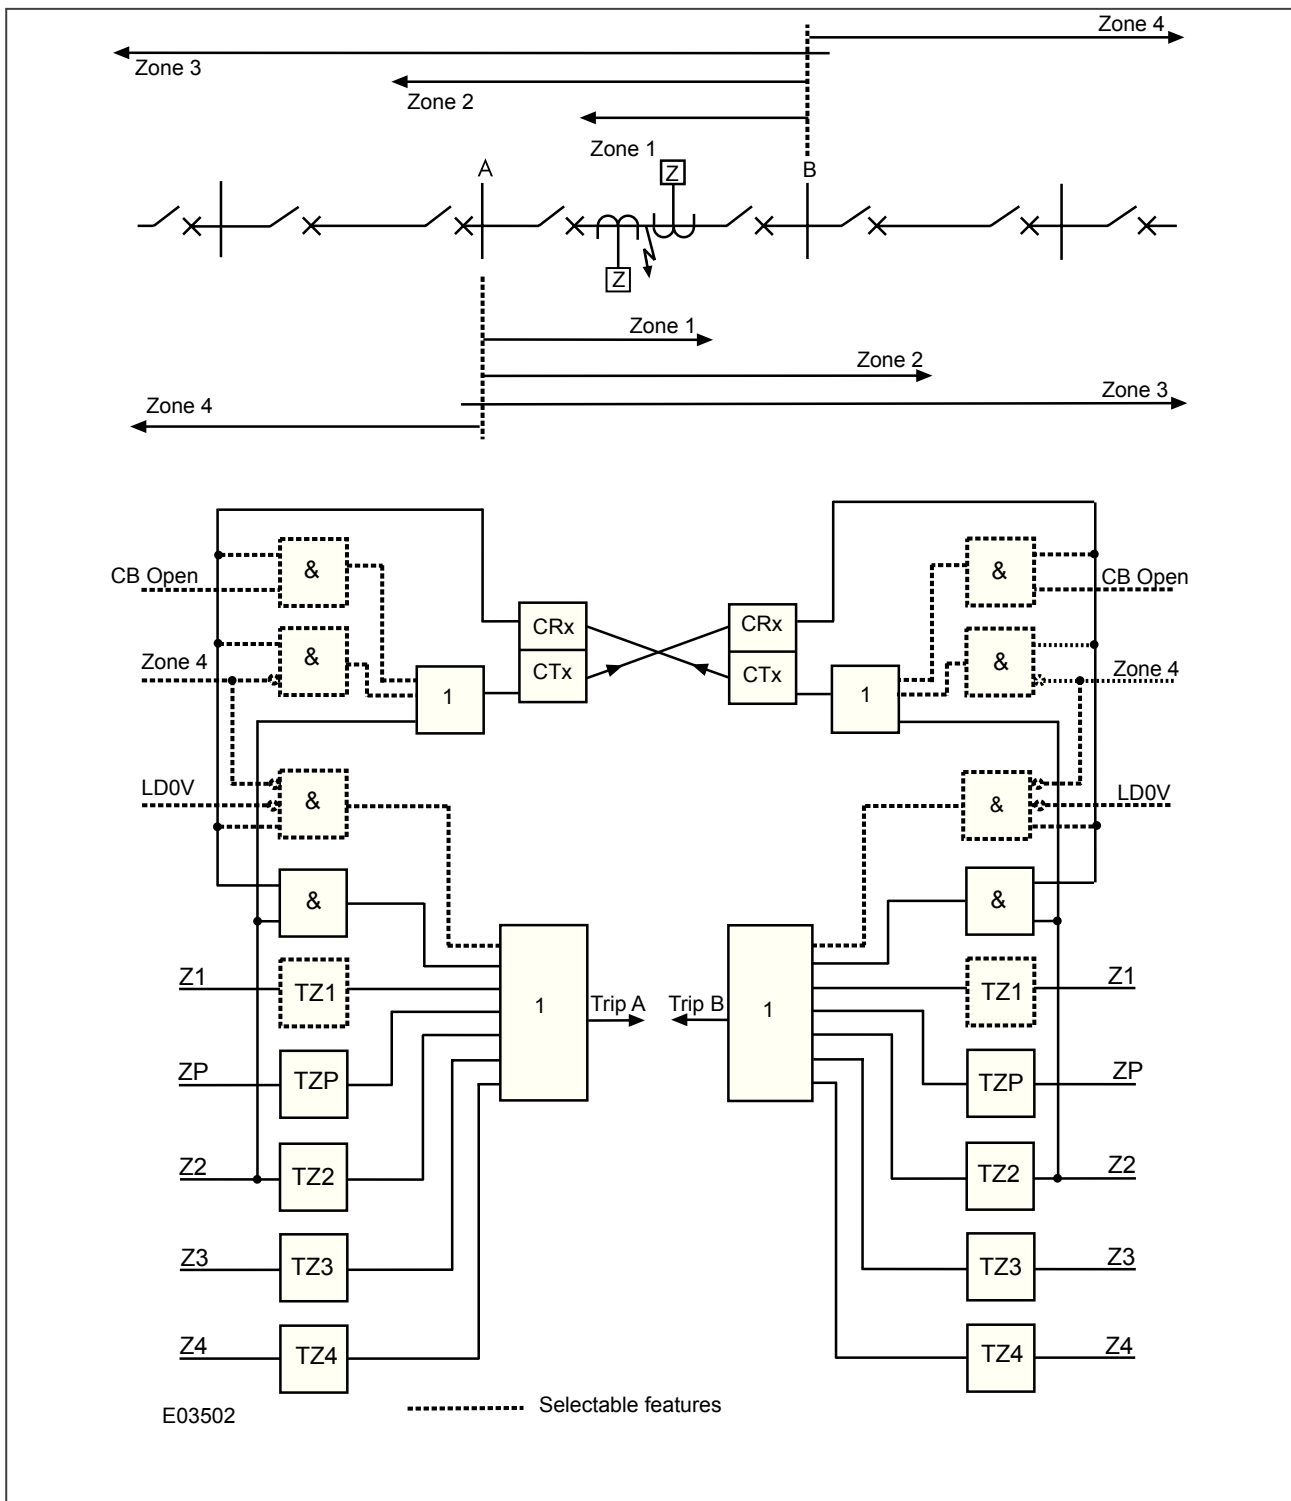 Zone 4
Zone 3
Zone 2
Zone 1
A
Z
B
Z
Zone 1
Zone 2
Zone 3
Zone 4
&
&
CB Open
CB Open
CRx
CRx
&
&
Zone 4
Zone 4
CTx
CTx
1
1
LD0V
&
&
LD0V
&
&
Z1
TZ1
TZ1
Z1
1
Trip A
Trip B
1
ZP
TZP
TZP
ZP
Z2
TZ2
TZ2
Z2
Z3
TZ3
TZ3
Z3
Z4
TZ4
TZ4
Z4
E03502
Selectable features